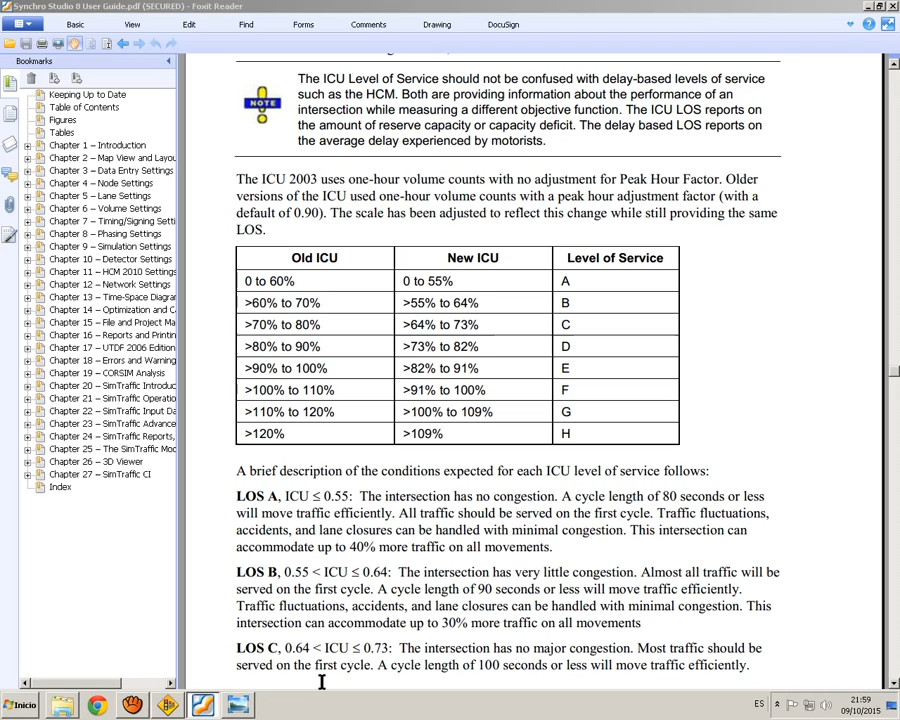 Synchro Studio 8 User Guide.pdf (SECURED) - Foxit Reader
Basic View Edit Find Forms Comments Drawing DocuSign
Bookmarks
Keeping Up to Date
Table of Contents
Figures
Tables
Chapter 1 – Introduction
Chapter 2 – Map View and Layou
Chapter 3 – Data Entry Settings
Chapter 4 – Node Settings
Chapter 5 – Lane Settings
Chapter 6 – Volume Settings
Chapter 7 – Timing/Signing Setti
Chapter 8 – Phasing Settings
Chapter 9 – Simulation Settings
Chapter 10 – Detector Settings
Chapter 11 – HCM 2010 Settings
Chapter 12 – Network Settings
Chapter 13 – Time-Space Diagran
Chapter 14 – Optimization and C
Chapter 15 – File and Project Ma
Chapter 16 – Reports and Printin
Chapter 17 – UTDF 2006 Edition
Chapter 18 – Errors and Warning
Chapter 19 – CORSIM Analysis
Chapter 20 – SimTraffic Introduc
Chapter 21 – SimTraffic Operatio
Chapter 22 – SimTraffic Input Da
Chapter 23 – SimTraffic Advance
Chapter 24 – SimTraffic Reports,
Chapter 25 – The SimTraffic Mod
Chapter 26 – 3D Viewer
Chapter 27 – SimTraffic CI
Index
NOTE
The ICU Level of Service should not be confused with delay-based levels of service
such as the HCM. Both are providing information about the performance of an
intersection while measuring a different objective function. The ICU LOS reports on
the amount of reserve capacity or capacity deficit. The delay based LOS reports on
the average delay experienced by motorists.
The ICU 2003 uses one-hour volume counts with no adjustment for Peak Hour Factor. Older
versions of the ICU used one-hour volume counts with a peak hour adjustment factor (with a
default of 0.90). The scale has been adjusted to reflect this change while still providing the same
LOS.
Old ICU New ICU Level of Service
0 to 60% 0 to 55% A
>60% to 70% >55% to 64% B
>70% to 80% >64% to 73% C
>80% to 90% >73% to 82% D
>90% to 100% >82% to 91% E
>100% to 110% >91% to 100% F
>110% to 120% >100% to 109% G
>120% >109% H
A brief description of the conditions expected for each ICU level of service follows:
LOS A, ICU ≤ 0.55: The intersection has no congestion. A cycle length of 80 seconds or less
will move traffic efficiently. All traffic should be served on the first cycle. Traffic fluctuations,
accidents, and lane closures can be handled with minimal congestion. This intersection can
accommodate up to 40% more traffic on all movements.
LOS B, 0.55 < ICU ≤ 0.64: The intersection has very little congestion. Almost all traffic will be
served on the first cycle. A cycle length of 90 seconds or less will move traffic efficiently.
Traffic fluctuations, accidents, and lane closures can be handled with minimal congestion. This
intersection can accommodate up to 30% more traffic on all movements
LOS C, 0.64 < ICU ≤ 0.73: The intersection has no major congestion. Most traffic should be
served on the first cycle. A cycle length of 100 seconds or less will move traffic efficiently.
Inicio
ES
21:59
09/10/2015